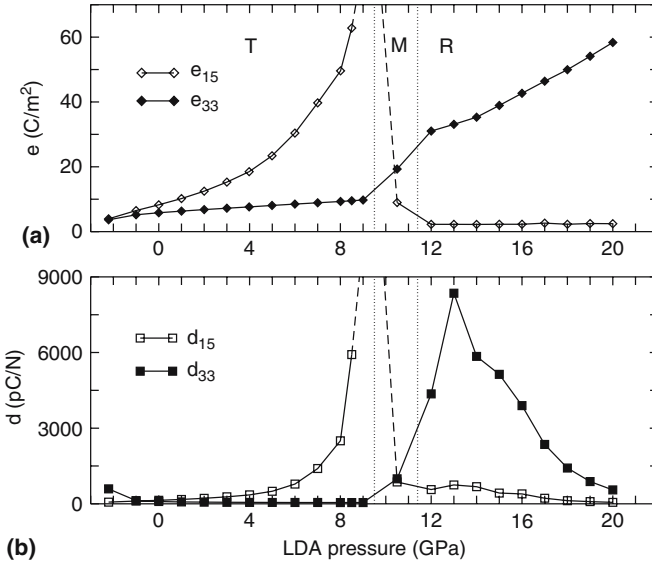 60
40
20
0
e (C/m²)
T
M
R
e₁₅
e₃₃
(a)
0
4
8
12
16
20
9000
6000
3000
0
d (pC/N)
d₁₅
d₃₃
(b)
0
4
8
12
16
20
LDA pressure (GPa)